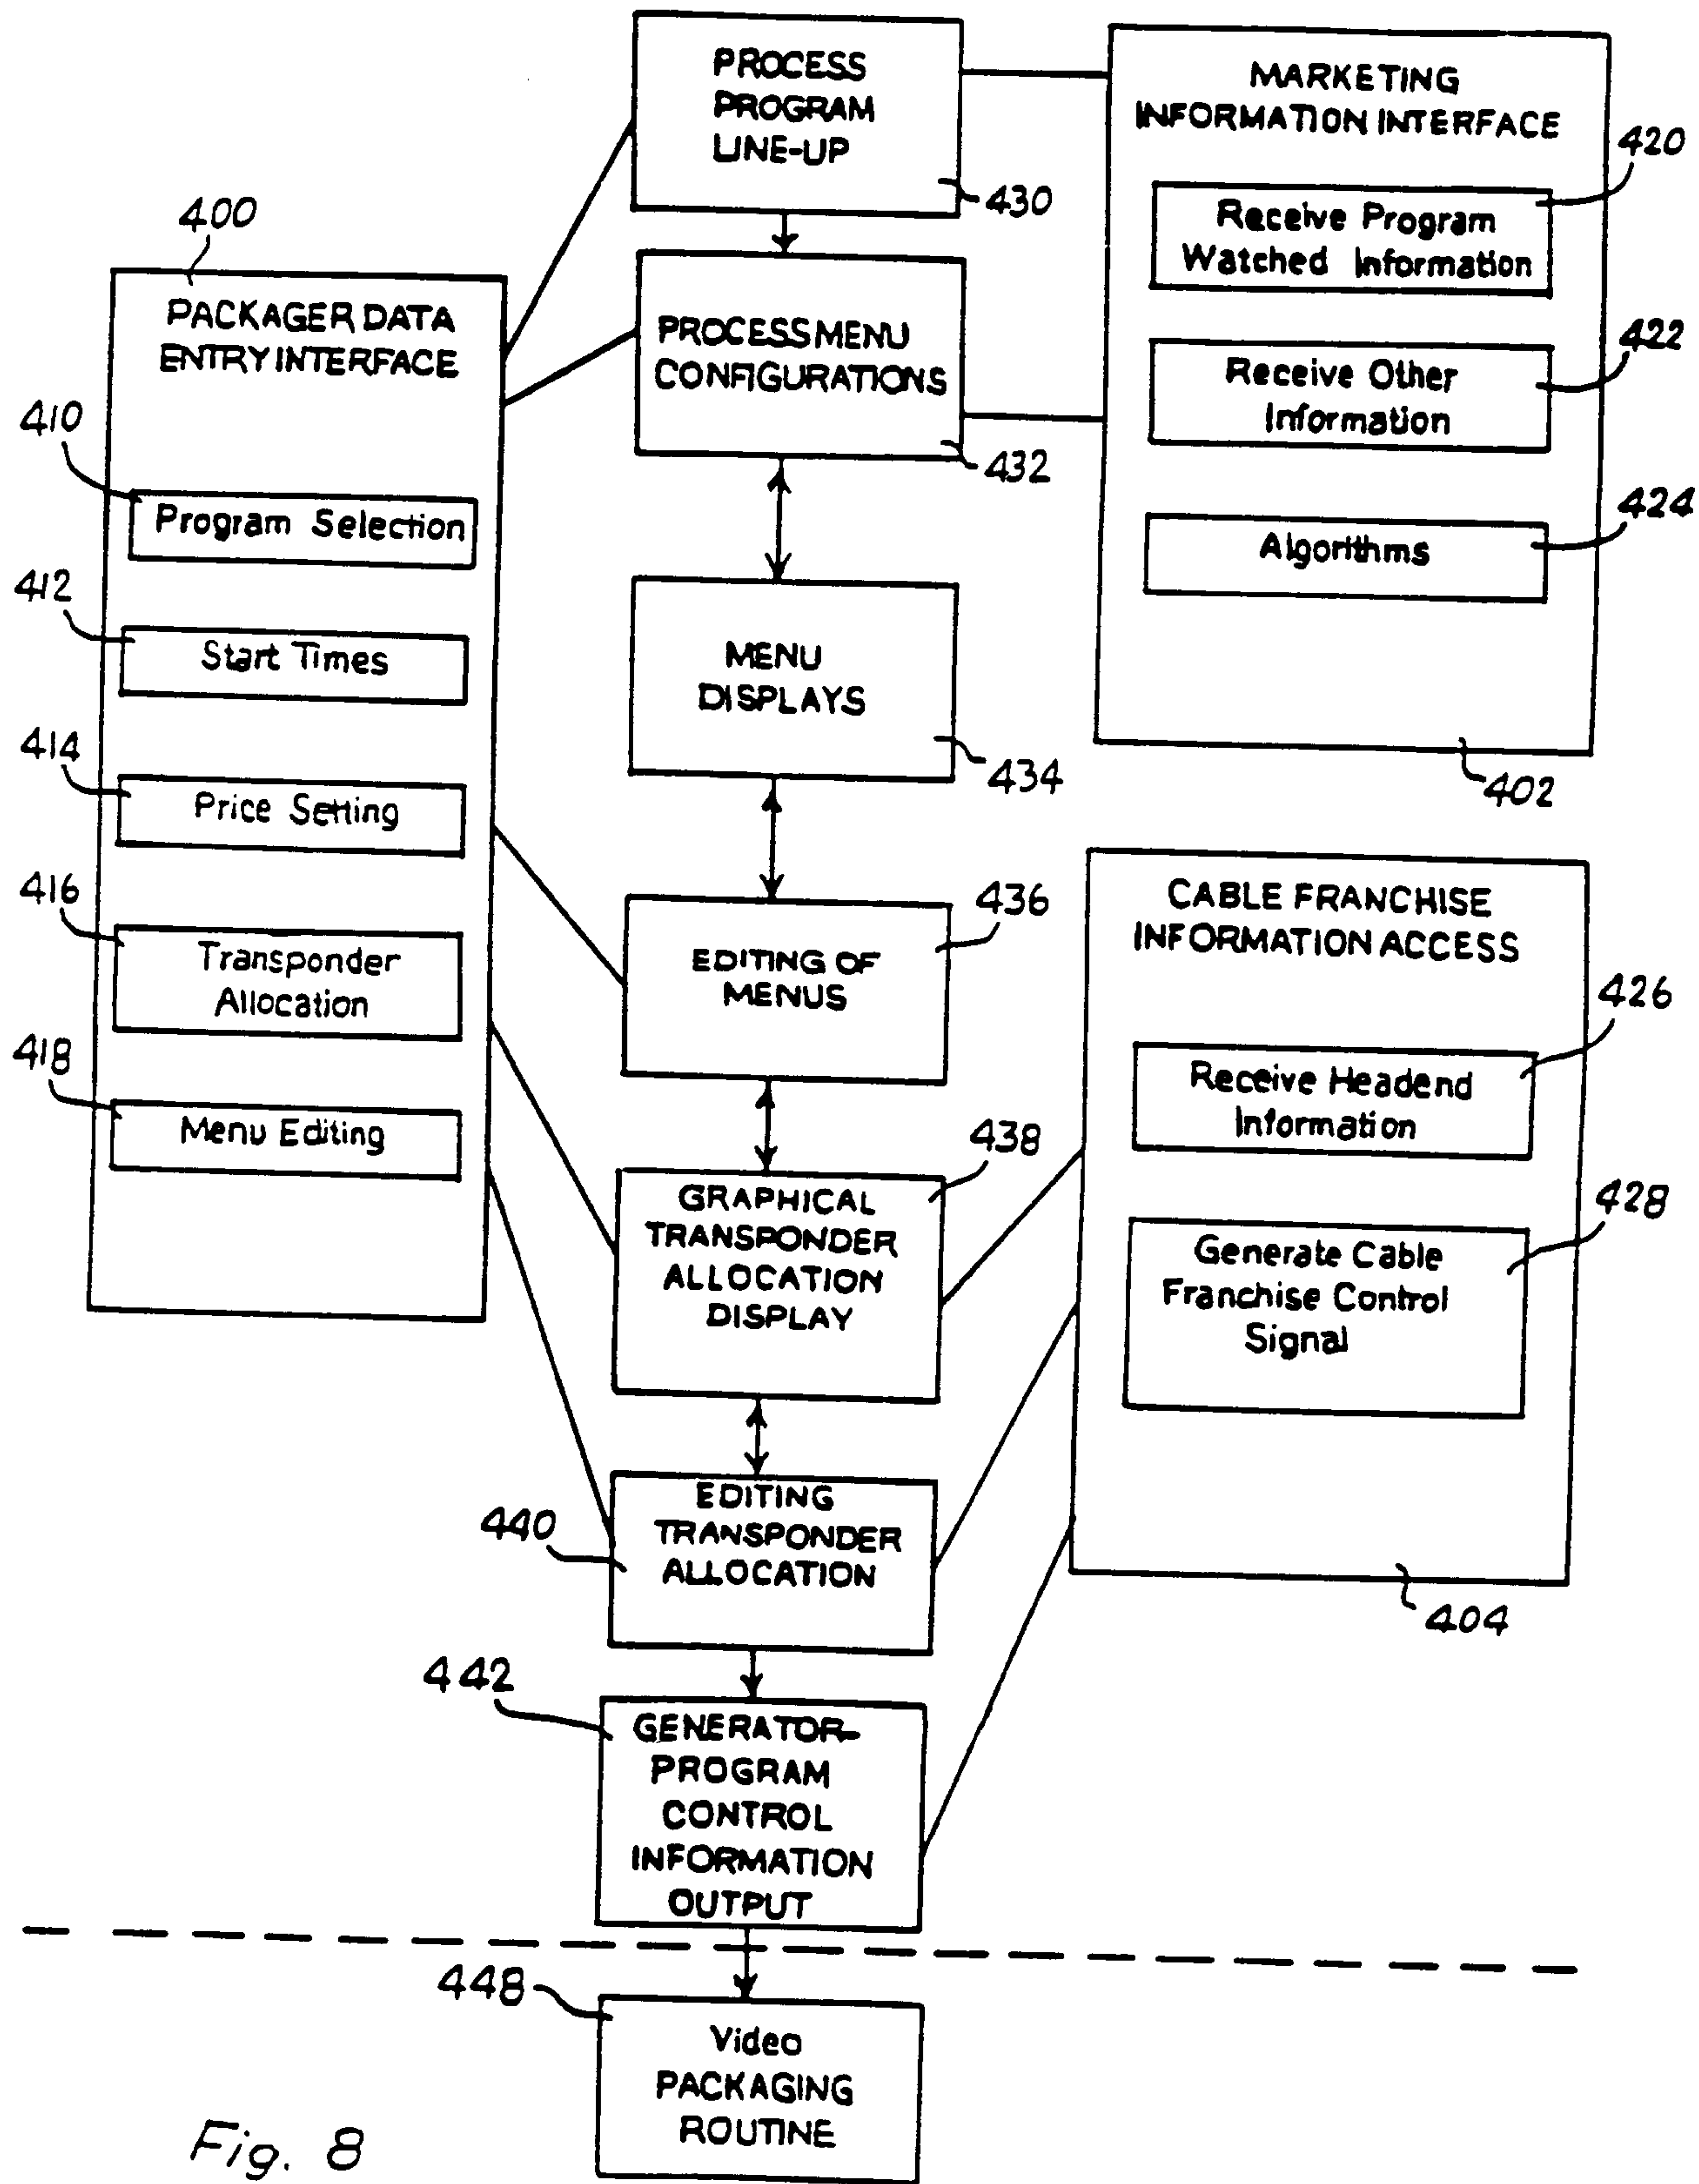 PROCESS
PROGRAM
LINE-UP
430
MARKETING
INFORMATION INTERFACE
420
Receive Program
Watched Information
422
Receive Other
Information
424
Algorithms
402
400
PACKAGER DATA
ENTRY INTERFACE
410
Program Selection
412
Start Times
414
Price Setting
416
Transponder
Allocation
418
Menu Editing
PROCESS MENU
CONFIGURATIONS
432
MENU
DISPLAYS
434
436
EDITING OF
MENUS
CABLE FRANCHISE
INFORMATION ACCESS
426
Receive Headend
Information
428
Generate Cable
Franchise Control
Signal
404
438
GRAPHICAL
TRANSPONDER
ALLOCATION
DISPLAY
440
EDITING
TRANSPONDER
ALLOCATION
442
GENERATOR-
PROGRAM
CONTROL
INFORMATION
OUTPUT
448
Video
PACKAGING
ROUTINE
Fig. 8